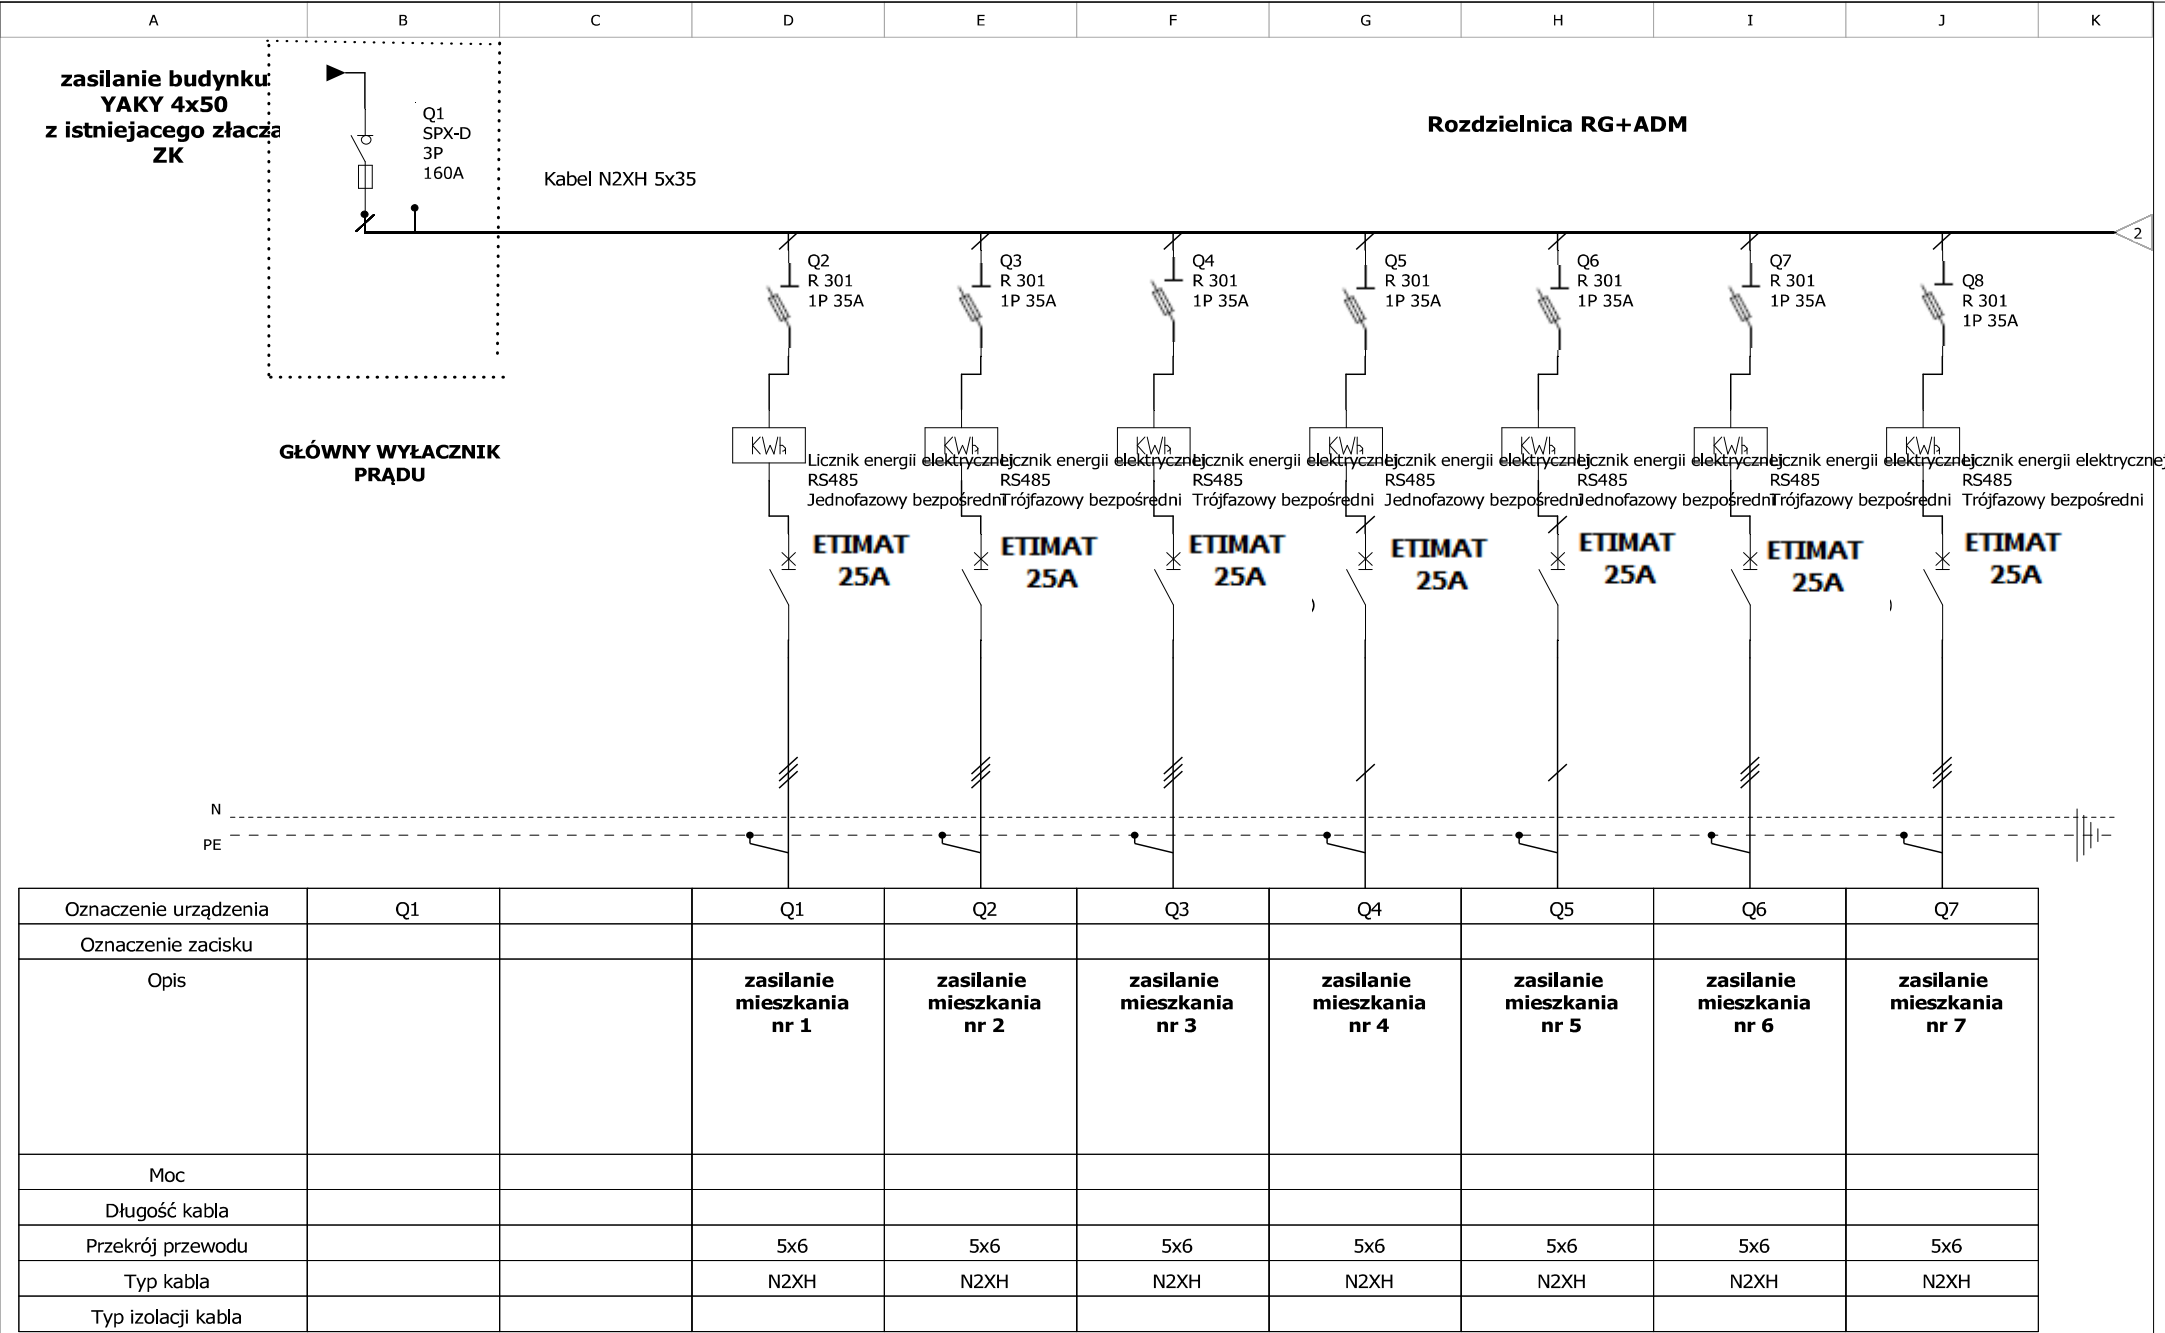 A B C D E F G H I J K
zasilanie budynku
YAKY 4x50
z istniejacego złacza
ZK
Q1
SPX-D
3P
160A
Kabel N2XH 5x35
Rozdzielnica RG+ADM
2
GŁÓWNY WYŁACZNIK
PRĄDU
Q2
R 301
1P 35A
Q3
R 301
1P 35A
Q4
R 301
1P 35A
Q5
R 301
1P 35A
Q6
R 301
1P 35A
Q7
R 301
1P 35A
Q8
R 301
1P 35A
KWh KWh KWh KWh KWh KWh KWh
Licznik energii elektrycznej
RS485
Jednofazowy bezpośredni
Licznik energii elektrycznej
RS485
Trójfazowy bezpośredni
Licznik energii elektrycznej
RS485
Trójfazowy bezpośredni
Licznik energii elektrycznej
RS485
Jednofazowy bezpośredni
Licznik energii elektrycznej
RS485
Jednofazowy bezpośredni
Licznik energii elektrycznej
RS485
Trójfazowy bezpośredni
Licznik energii elektrycznej
RS485
Trójfazowy bezpośredni
ETIMAT
25A
ETIMAT
25A
ETIMAT
25A
ETIMAT
25A
ETIMAT
25A
ETIMAT
25A
ETIMAT
25A
)
)
N
PE
Oznaczenie urządzenia Q1 Q1 Q2 Q3 Q4 Q5 Q6 Q7
Oznaczenie zacisku
Opis
zasilanie
mieszkania
nr 1
zasilanie
mieszkania
nr 2
zasilanie
mieszkania
nr 3
zasilanie
mieszkania
nr 4
zasilanie
mieszkania
nr 5
zasilanie
mieszkania
nr 6
zasilanie
mieszkania
nr 7
Moc
Długość kabla
Przekrój przewodu 5x6 5x6 5x6 5x6 5x6 5x6 5x6
Typ kabla N2XH N2XH N2XH N2XH N2XH N2XH N2XH
Typ izolacji kabla